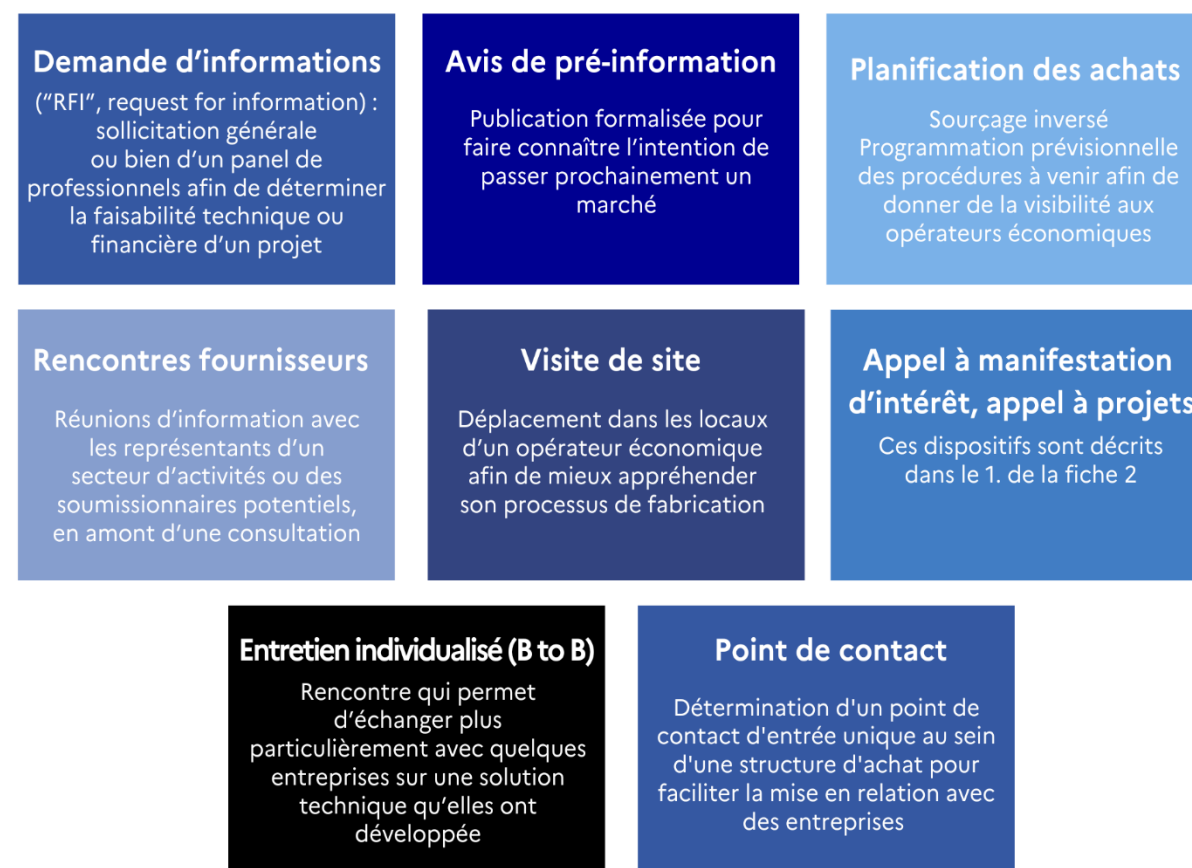 Demande d’informations
(“RFI”, request for information) :
sollicitation générale
ou bien d’un panel de
professionnels afin de déterminer
la faisabilité technique ou
financière d’un projet
Avis de pré-information
Publication formalisée pour
faire connaître l’intention de
passer prochainement un
marché
Planification des achats
Sourçage inversé
Programmation prévisionnelle
des procédures à venir afin de
donner de la visibilité aux
opérateurs économiques
Rencontres fournisseurs
Réunions d’information avec
les représentants d’un
secteur d’activités ou des
soumissionnaires potentiels,
en amont d’une consultation
Visite de site
Déplacement dans les locaux
d’un opérateur économique
afin de mieux appréhender
son processus de fabrication
Appel à manifestation
d’intérêt, appel à projets
Ces dispositifs sont décrits
dans le 1. de la fiche 2
Entretien individualisé (B to B)
Rencontre qui permet
d’échanger plus
particulièrement avec quelques
entreprises sur une solution
technique qu’elles ont
développée
Point de contact
Détermination d'un point de
contact d'entrée unique au sein
d'une structure d'achat pour
faciliter la mise en relation avec
des entreprises